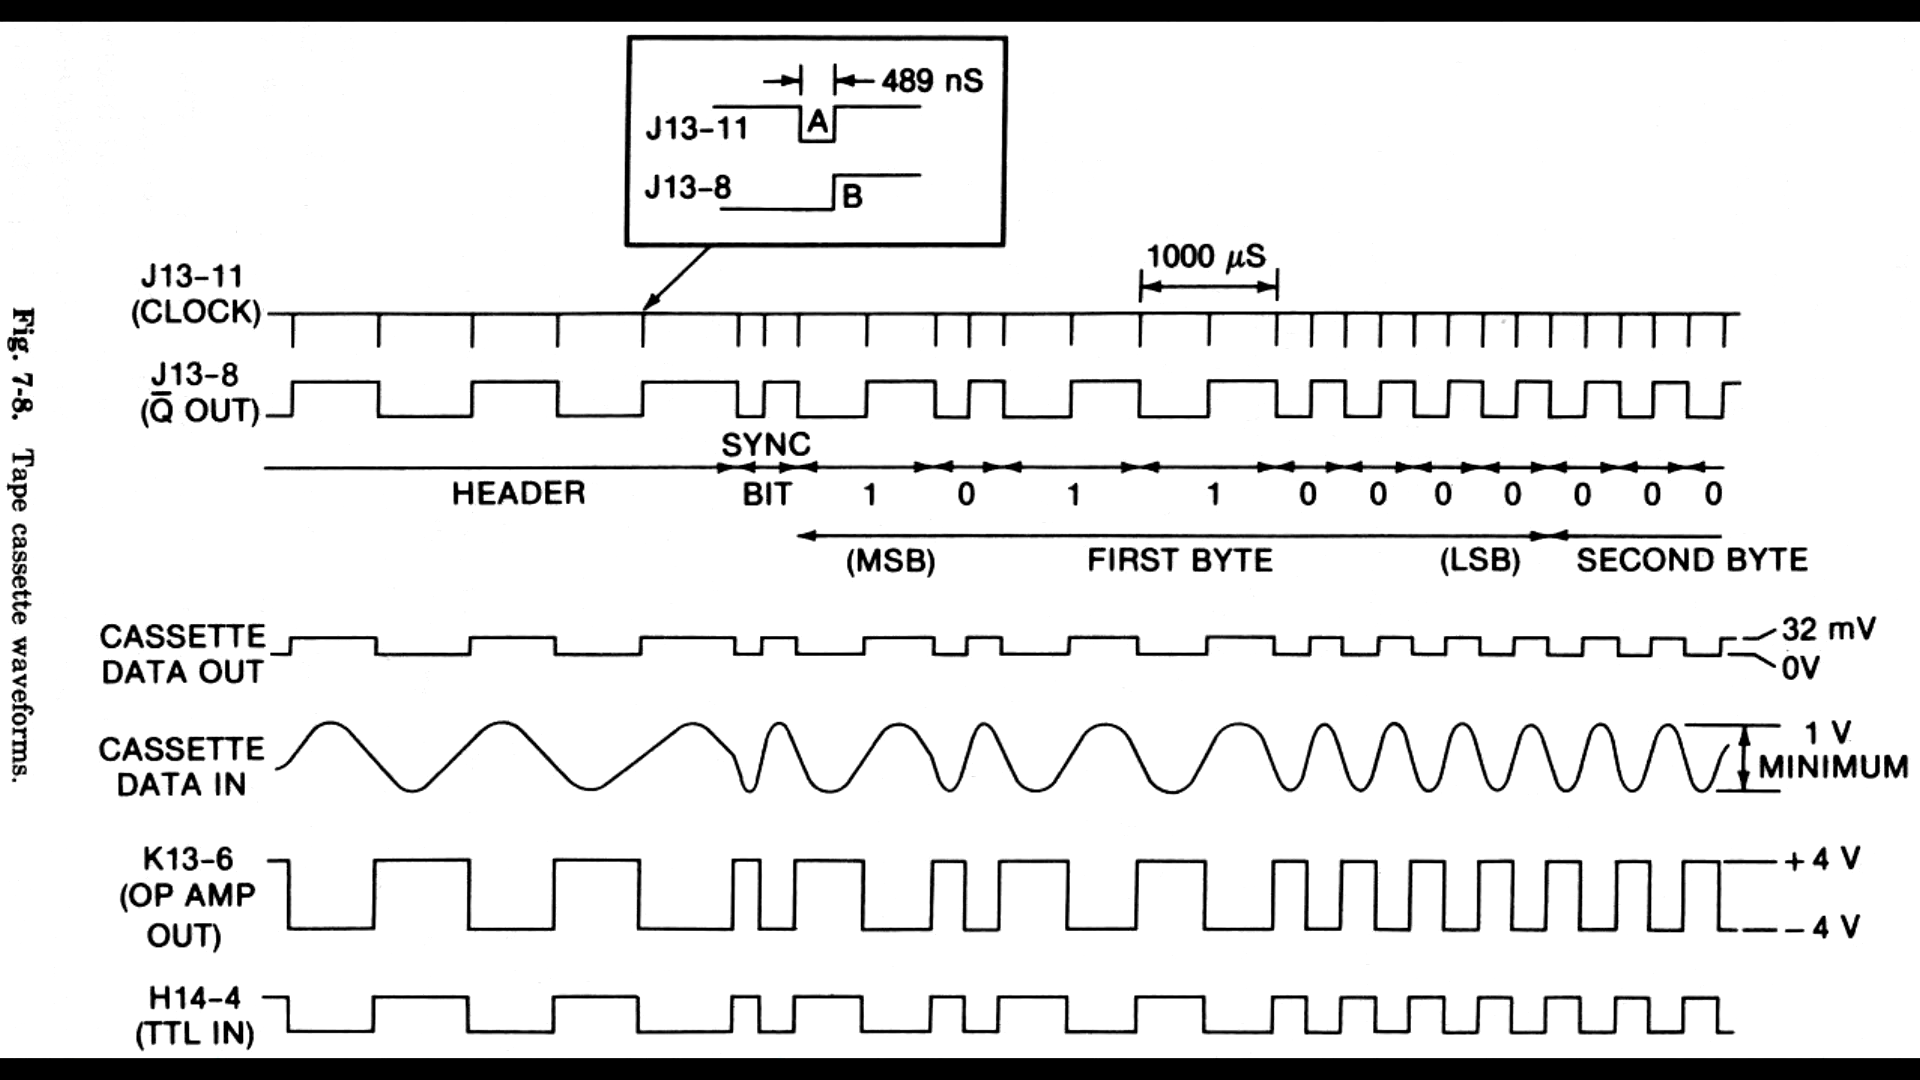 489 nS
J13-11
A
J13-8
B
1000 μS
J13-11
(CLOCK)
J13-8
(Q̅ OUT)
SYNC
HEADER BIT 1 0 1 1 0 0 0 0 0 0 0
(MSB) FIRST BYTE (LSB) SECOND BYTE
CASSETTE
DATA OUT
32 mV
0V
CASSETTE
DATA IN
1 V
MINIMUM
K13-6
(OP AMP
OUT)
+4 V
-4 V
H14-4
(TTL IN)
Fig. 7-8. Tape cassette waveforms.